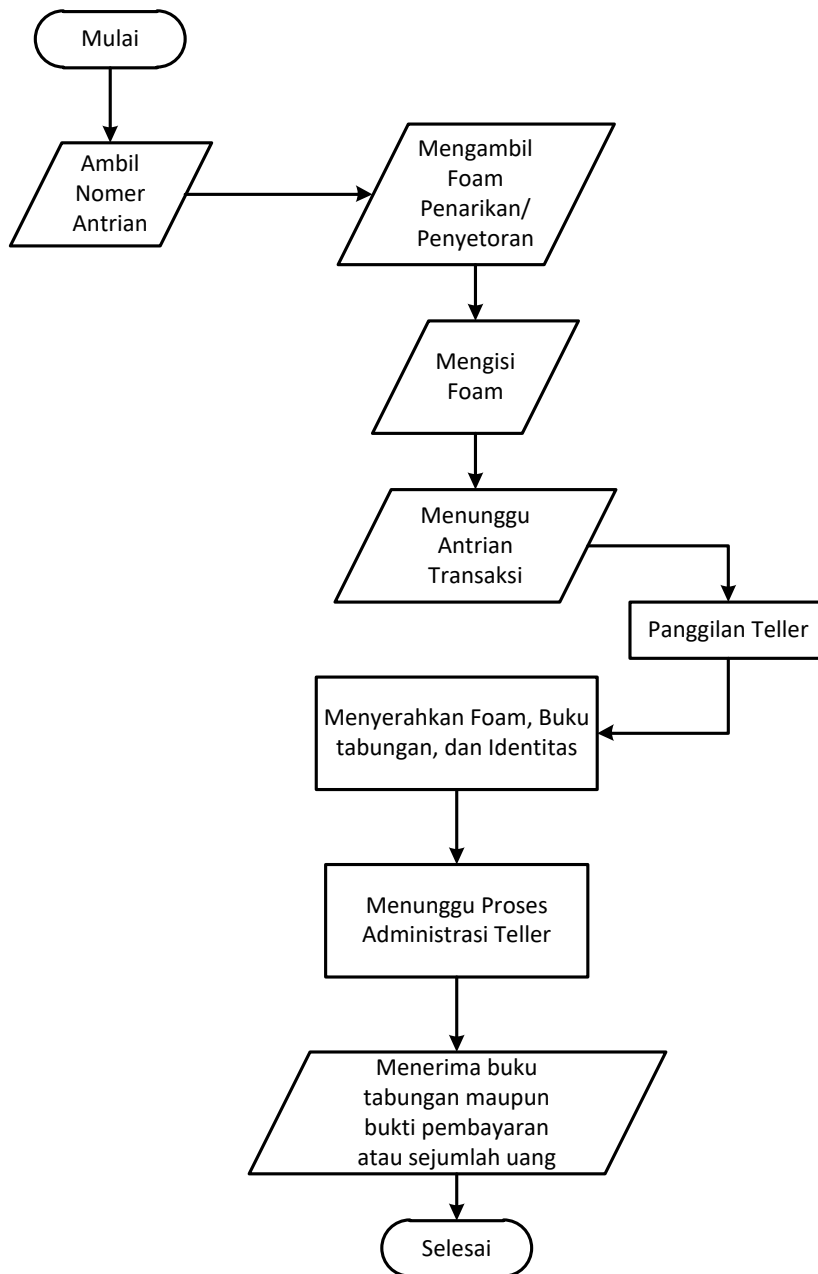 Mulai
Ambil
Nomer
Antrian
Mengambil
Foam
Penarikan/
Penyetoran
Mengisi
Foam
Menunggu
Antrian
Transaksi
Panggilan Teller
Menyerahkan Foam, Buku
tabungan, dan Identitas
Menunggu Proses
Administrasi Teller
Menerima buku
tabungan maupun
bukti pembayaran
atau sejumlah uang
Selesai